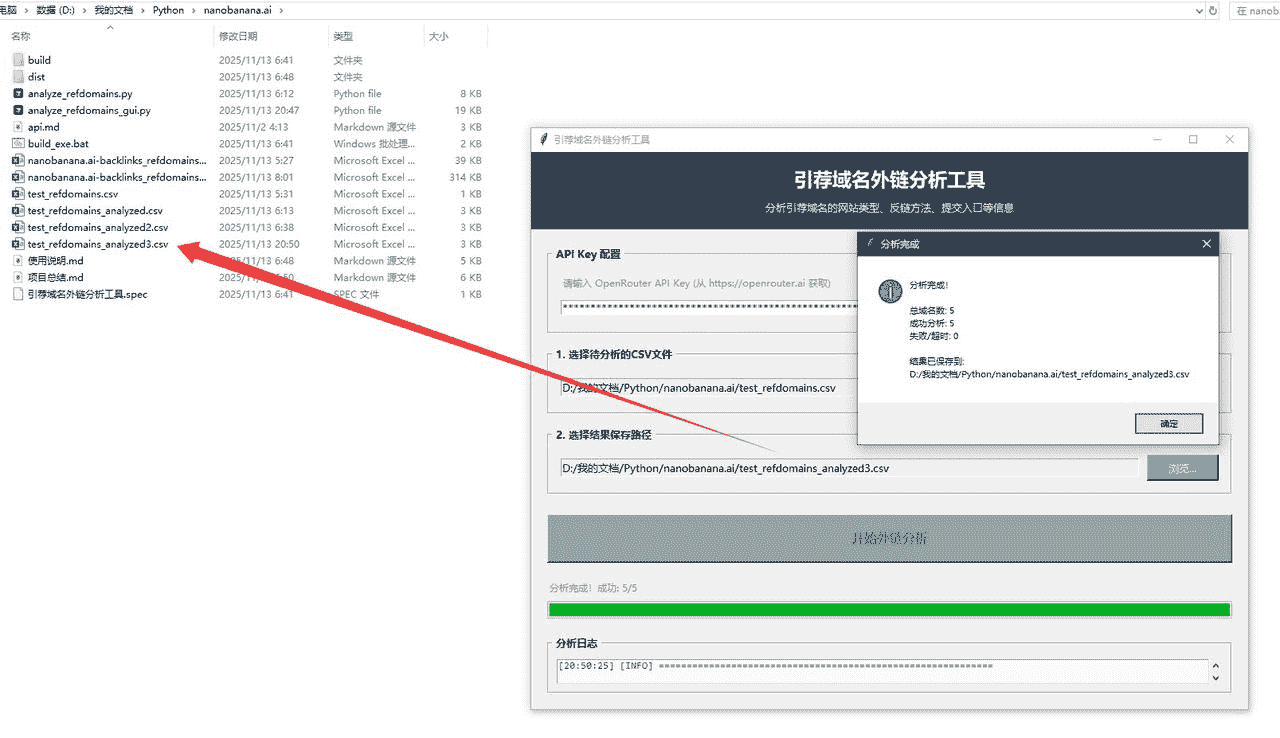 电脑 › 数据 (D:) › 我的文档 › Python › nanobanana.ai ›
在 nanob
名称 修改日期 类型 大小
build 2025/11/13 6:41 文件夹
dist 2025/11/13 6:48 文件夹
analyze_refdomains.py 2025/11/13 6:12 Python file 8 KB
analyze_refdomains_gui.py 2025/11/13 20:47 Python file 19 KB
api.md 2025/11/2 4:13 Markdown 源文件 3 KB
build_exe.bat 2025/11/13 6:41 Windows 批处理... 2 KB
nanobanana.ai-backlinks_refdomains... 2025/11/13 5:27 Microsoft Excel ... 39 KB
nanobanana.ai-backlinks_refdomains... 2025/11/13 8:01 Microsoft Excel ... 314 KB
test_refdomains.csv 2025/11/13 5:31 Microsoft Excel ... 1 KB
test_refdomains_analyzed.csv 2025/11/13 6:13 Microsoft Excel ... 3 KB
test_refdomains_analyzed2.csv 2025/11/13 6:38 Microsoft Excel ... 3 KB
test_refdomains_analyzed3.csv 2025/11/13 20:50 Microsoft Excel ... 3 KB
使用说明.md 2025/11/13 6:48 Markdown 源文件 5 KB
项目总结.md 6:50 Markdown 源文件 6 KB
引荐域名外链分析工具.spec 2025/11/13 6:41 SPEC 文件 1 KB
引荐域名外链分析工具
引荐域名外链分析工具
分析引荐域名的网站类型、反链方法、提交入口等信息
API Key 配置
请输入 OpenRouter API Key (从 https://openrouter.ai 获取)
1. 选择待分析的CSV文件
D:/我的文档/Python/nanobanana.ai/test_refdomains.csv
2. 选择结果保存路径
D:/我的文档/Python/nanobanana.ai/test_refdomains_analyzed3.csv
浏览...
分析完成
分析完成!
总域名数: 5
成功分析: 5
失败/超时: 0
结果已保存到:
D:/我的文档/Python/nanobanana.ai/test_refdomains_analyzed3.csv
确定
开始外链分析
分析完成! 成功: 5/5
分析日志
[20:50:25] [INFO] ============================================================